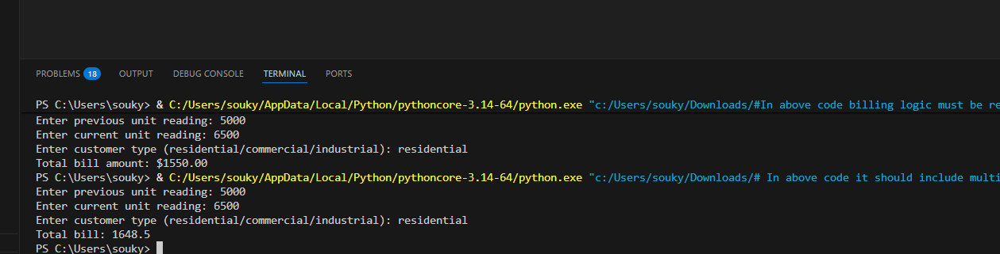 PROBLEMS 18 OUTPUT DEBUG CONSOLE TERMINAL PORTS
PS C:\Users\souky> & C:/Users/souky/AppData/Local/Python/pythoncore-3.14-64/python.exe "c:/Users/souky/Downloads/#In above code billing logic must be re
Enter previous unit reading: 5000
Enter current unit reading: 6500
Enter customer type (residential/commercial/industrial): residential
Total bill amount: $1550.00
PS C:\Users\souky> & C:/Users/souky/AppData/Local/Python/pythoncore-3.14-64/python.exe "c:/Users/souky/Downloads/# In above code it should include multi
Enter previous unit reading: 5000
Enter current unit reading: 6500
Enter customer type (residential/commercial/industrial): residential
Total bill: 1648.5
PS C:\Users\souky>